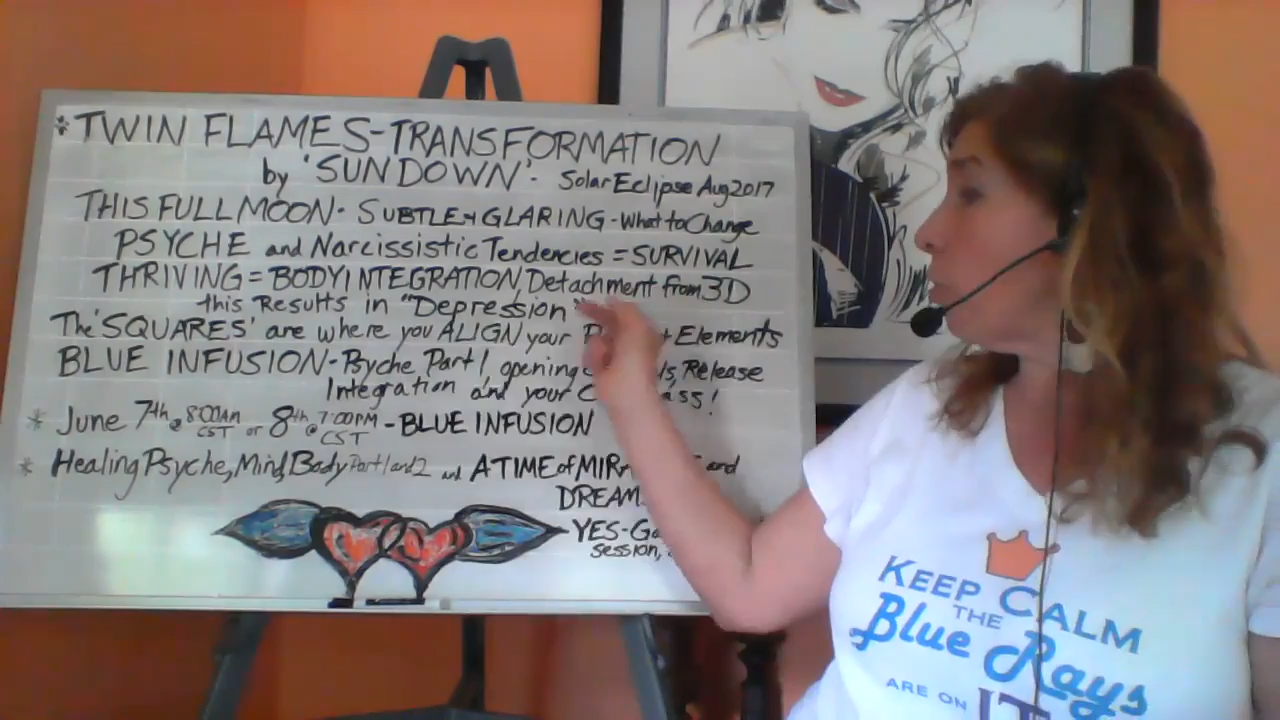 * TWIN FLAMES-TRANSFORMATION
by 'SUNDOWN'- Solar Eclipse Aug 2017
THIS FULL MOON- SUBTLE + GLARING - What to Change
PSYCHE and Narcissistic Tendencies = SURVIVAL
THRIVING = BODY INTEGRATION, Detachment from 3D
this Results in "Depression"
The 'SQUARES' are where you ALIGN your Elements
BLUE INFUSION - Psyche Part 1, opening Release
Integration and your
* June 7th @ 8:00AM CST or 8th @ 7:00PM CST - BLUE INFUSION
* Healing Psyche, Mind, Body Part 1 and 2 and A TIME of and
DREAM
YES-
session,
KEEP CALM
THE
Blue Rays
ARE ON IT